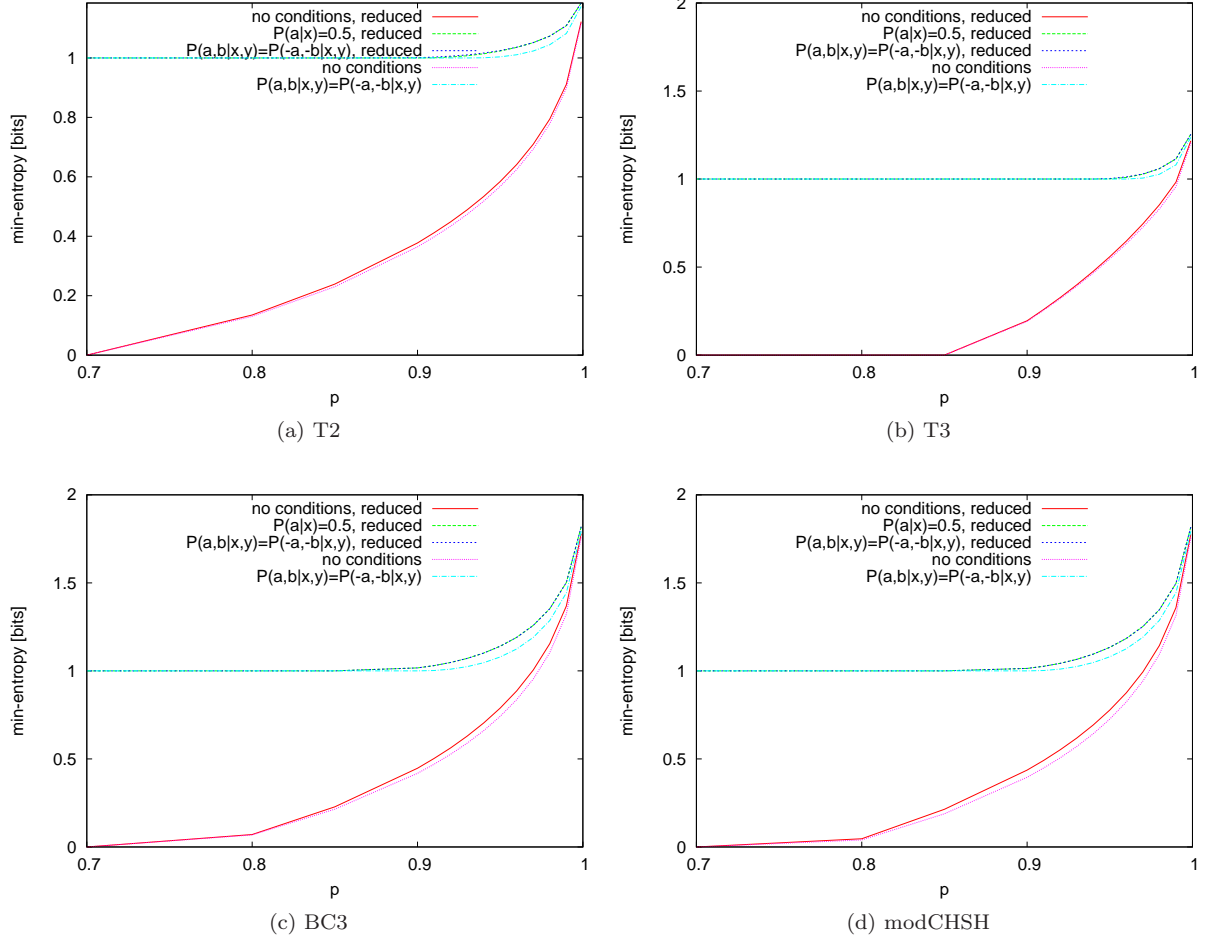 no conditions, reduced
P(a|x)=0.5, reduced
P(a,b|x,y)=P(-a,-b|x,y), reduced
no conditions
P(a,b|x,y)=P(-a,-b|x,y)
min-entropy [bits]
1
0.8
0.6
0.4
0.2
0
0.7 0.8 0.9 1
p
(a) T2
no conditions, reduced
P(a|x)=0.5, reduced
P(a,b|x,y)=P(-a,-b|x,y), reduced
no conditions
P(a,b|x,y)=P(-a,-b|x,y)
min-entropy [bits]
2
1.5
1
0.5
0
0.7 0.8 0.9 1
p
(b) T3
no conditions, reduced
P(a|x)=0.5, reduced
P(a,b|x,y)=P(-a,-b|x,y), reduced
no conditions
P(a,b|x,y)=P(-a,-b|x,y)
min-entropy [bits]
2
1.5
1
0.5
0
0.7 0.8 0.9 1
p
(c) BC3
no conditions, reduced
P(a|x)=0.5, reduced
P(a,b|x,y)=P(-a,-b|x,y), reduced
no conditions
P(a,b|x,y)=P(-a,-b|x,y)
min-entropy [bits]
2
1.5
1
0.5
0
0.7 0.8 0.9 1
p
(d) modCHSH